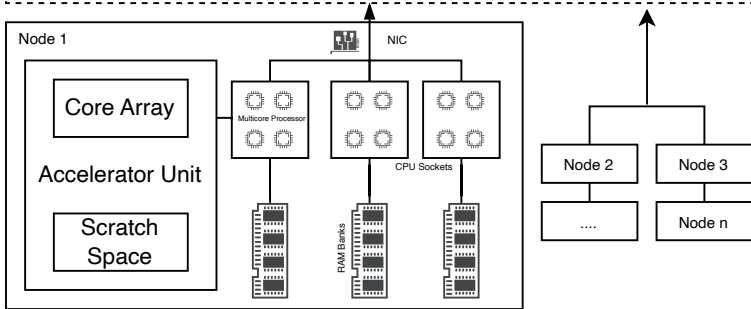 Node 1
NIC
Core Array
Multicore Processor
Accelerator Unit
CPU Sockets
Scratch
Space
RAM Banks
Node 2
Node 3
....
Node n